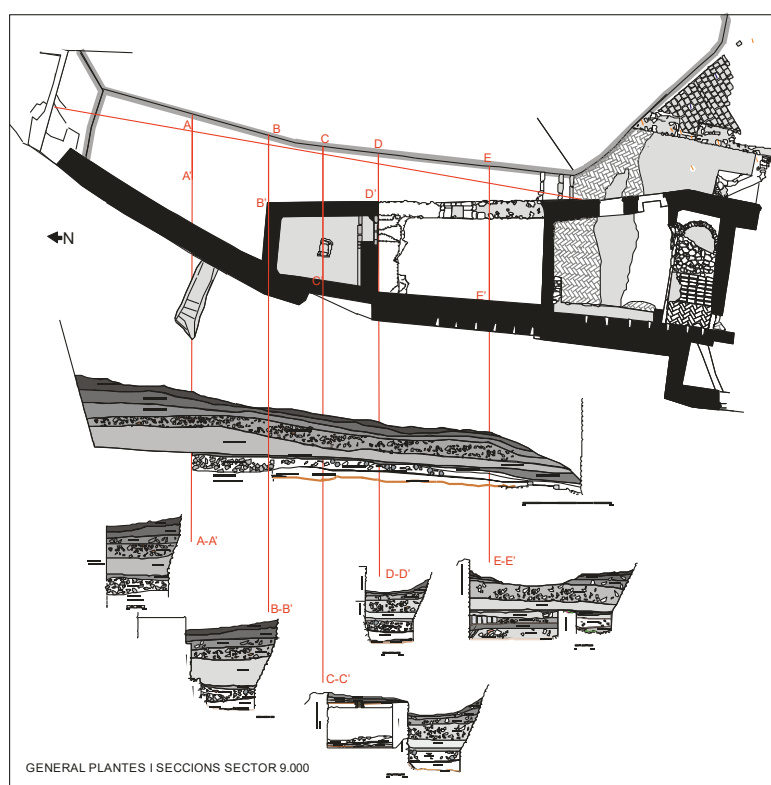 A
B
C
D
E
A'
B'
D'
N
C'
E'
A-A'
D-D'
E-E'
B-B'
C-C'
GENERAL PLANTES I SECCIONS SECTOR 9.000